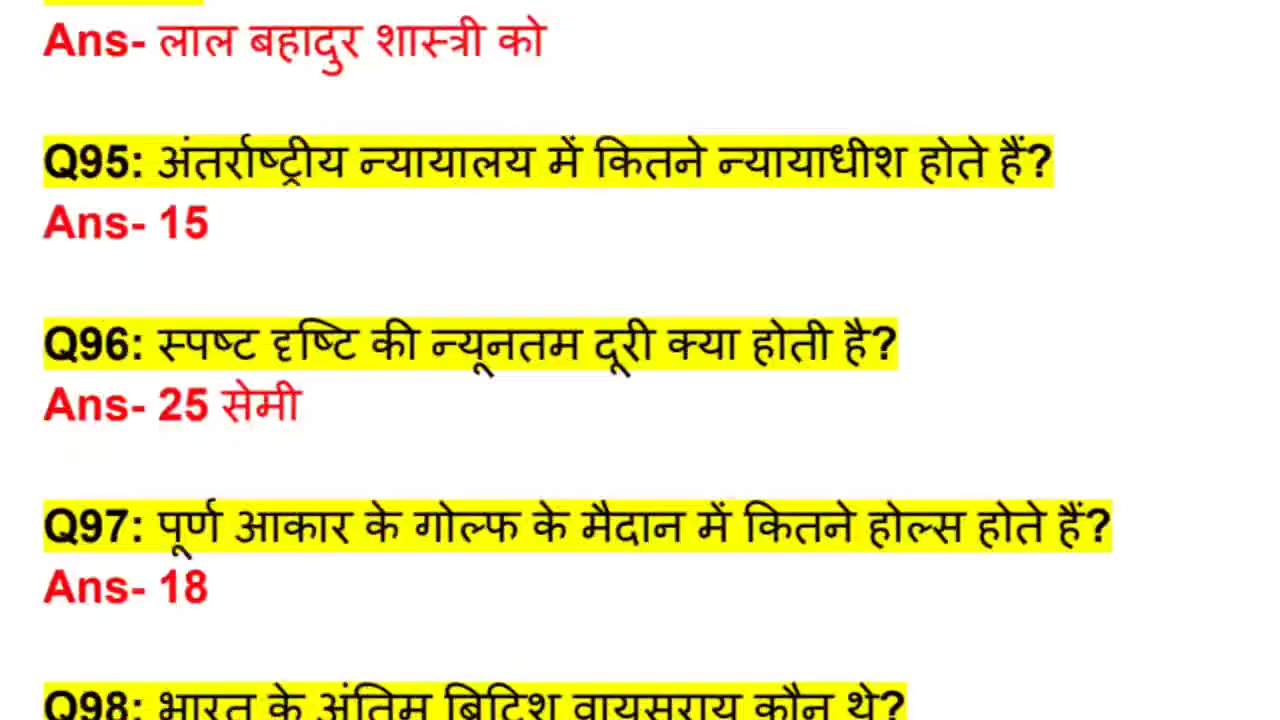 Ans- लाल बहादुर शास्त्री को
Q95: अंतर्राष्ट्रीय न्यायालय में कितने न्यायाधीश होते हैं?
Ans- 15
Q96: स्पष्ट दृष्टि की न्यूनतम दूरी क्या होती है?
Ans- 25 सेमी
Q97: पूर्ण आकार के गोल्फ के मैदान में कितने होल्स होते हैं?
Ans- 18
Q98: भारत के अंतिम ब्रिटिश वायसराय कौन थे?